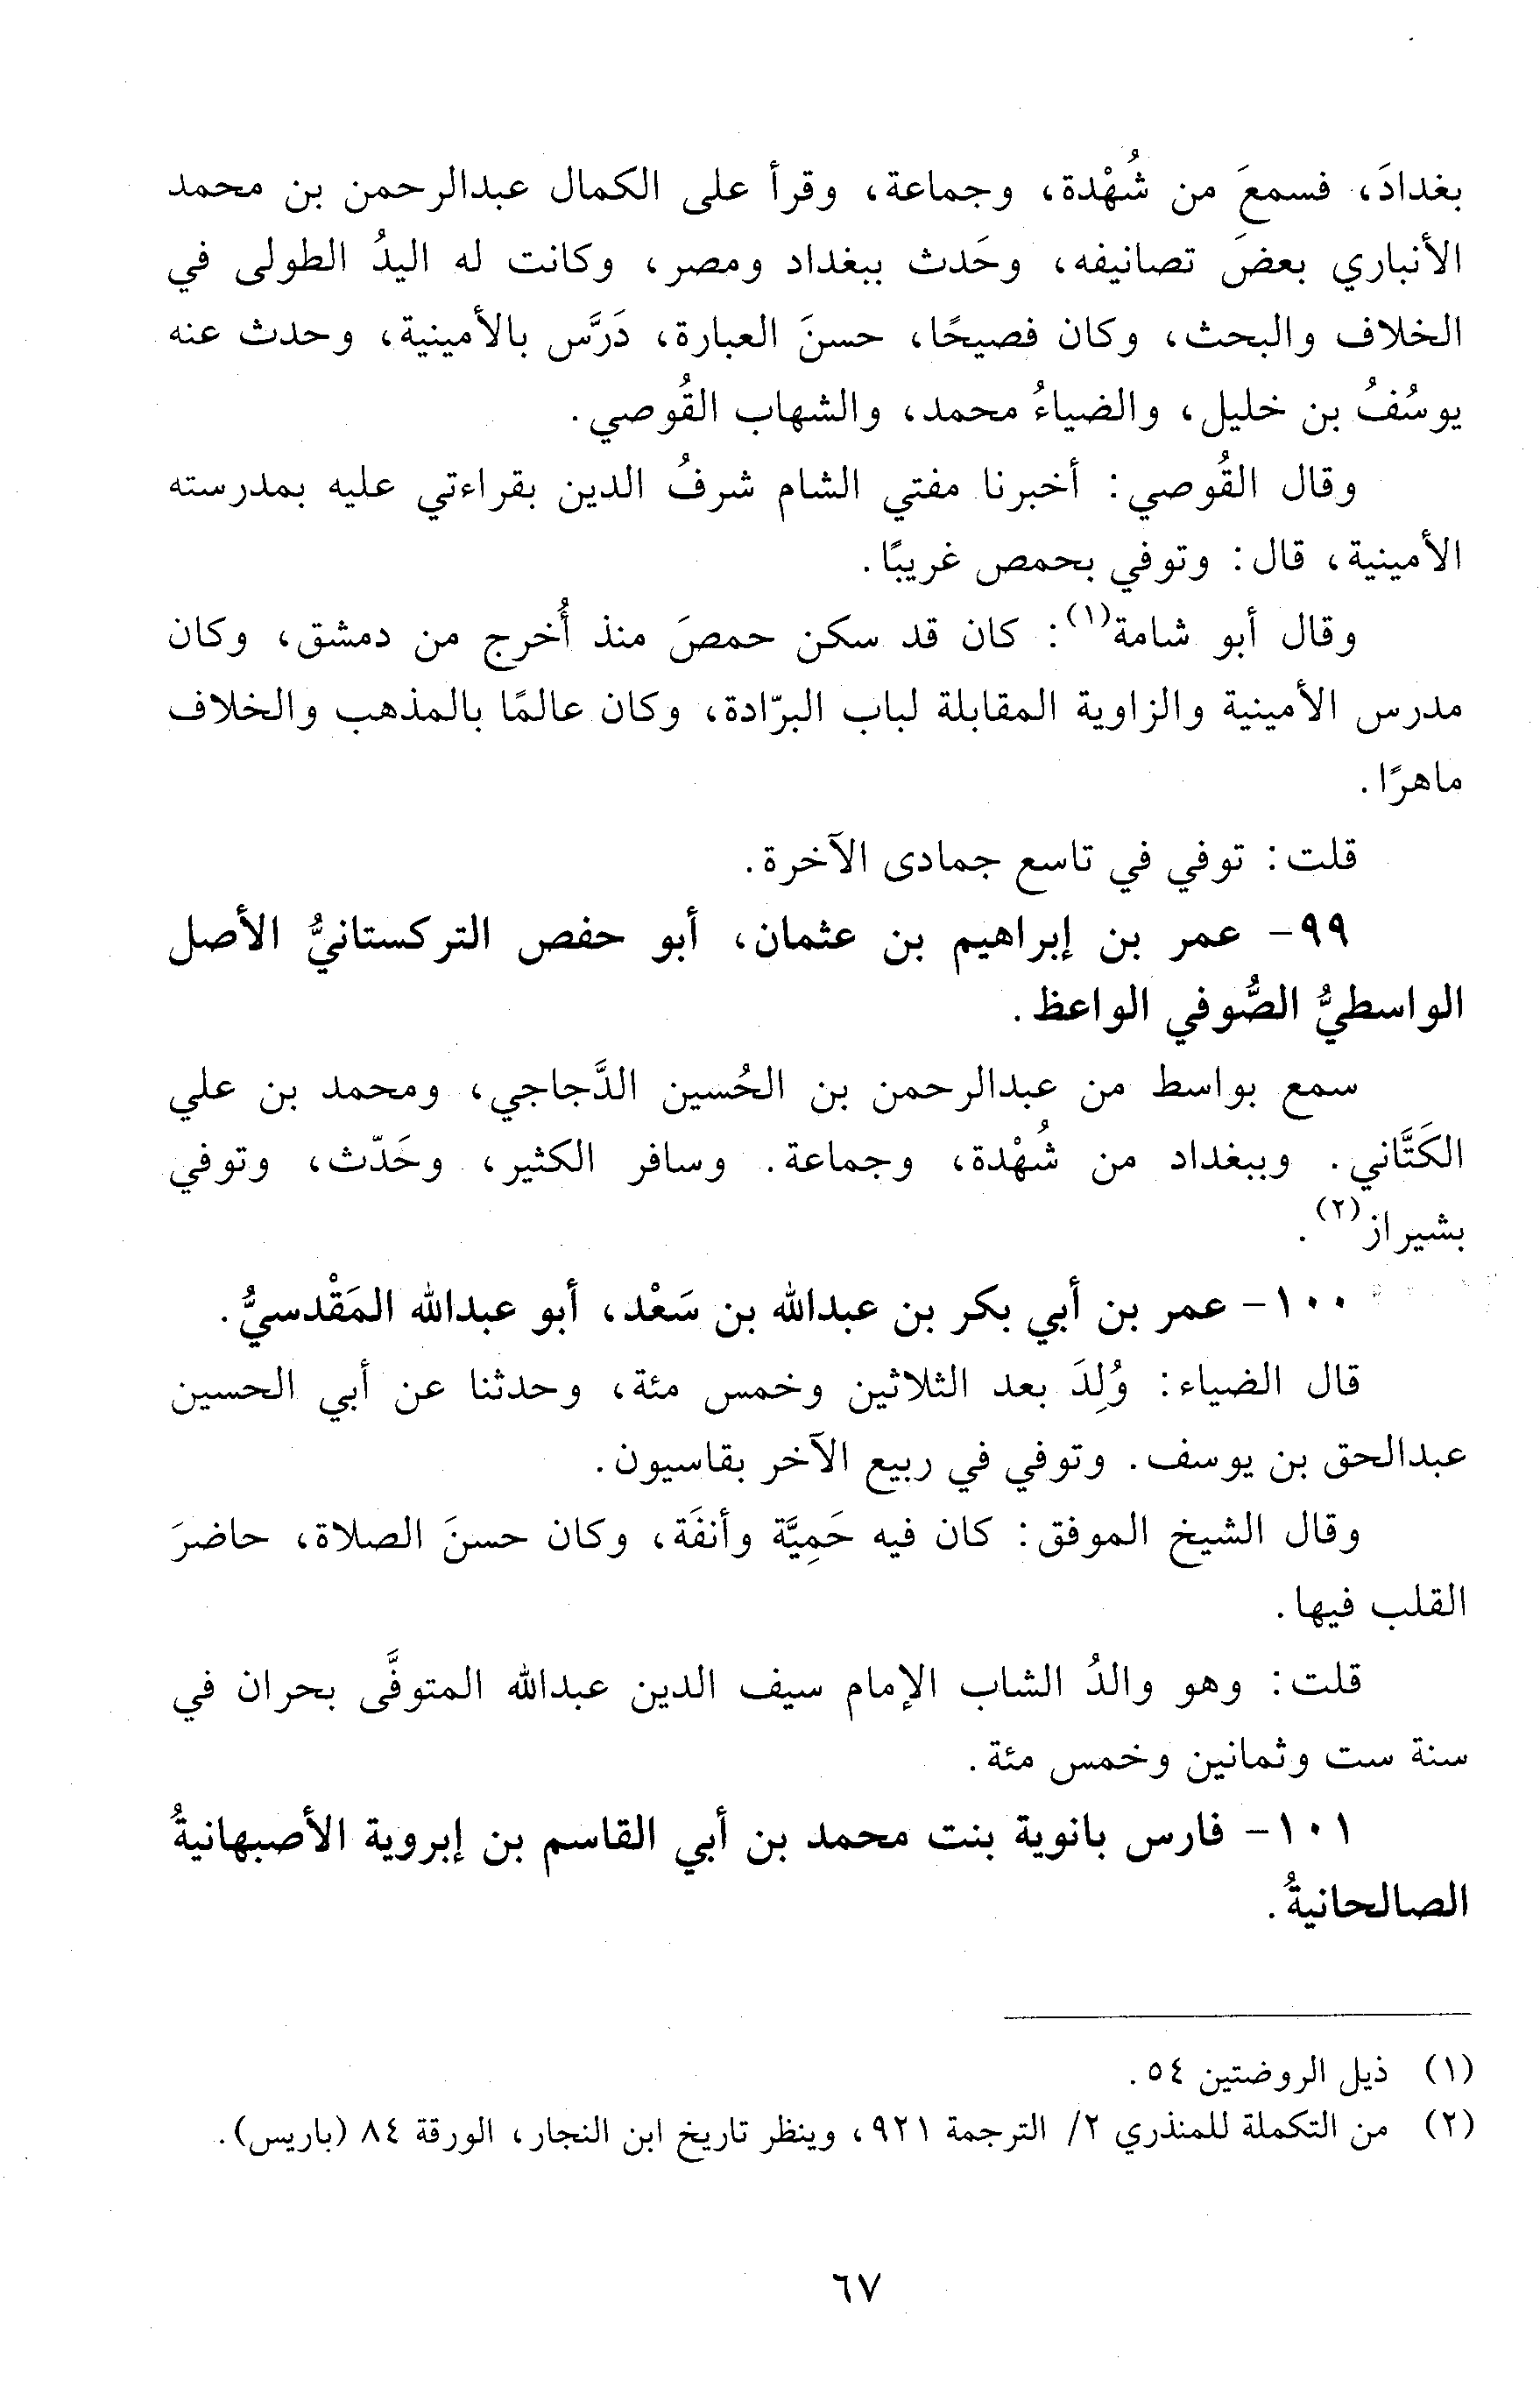 بغدادَ، فسمعَ من شُهْدة، وجماعة، وقرأ على الكمال عبدالرحمن بن محمد
الأنباري بعضَ تصانيفه، وحَدث ببغداد ومصر، وكانت له اليدُ الطولى في
الخلاف والبحث، وكان فصيحًا، حسنَ العبارة، دَرَّس بالأمينية، وحدث عنه
يوسُفُ بن خليل، والضياءُ محمد، والشهاب القُوصي.
وقال القُوصي: أخبرنا مفتي الشام شرفُ الدين بقراءتي عليه بمدرسته
الأمينية، قال: وتوفي بحمص غريبًا.
وقال أبو شامة(١): كان قد سكن حمصَ منذ أُخرج من دمشق، وكان
مدرس الأمينية والزاوية المقابلة لباب البرّادة، وكان عالمًا بالمذهب والخلاف
ماهرًا.
قلت: توفي في تاسع جمادى الآخرة.
٩٩- عمر بن إبراهيم بن عثمان، أبو حفص التركستانيُّ الأصل
الواسطيُّ الصُّوفي الواعظ.
سمع بواسط من عبدالرحمن بن الحُسين الدَّجاجي، ومحمد بن علي
الكَتَّاني. وببغداد من شُهْدة، وجماعة. وسافر الكثير، وحَدّث، وتوفي
بشيراز(٢).
١٠٠- عمر بن أبي بكر بن عبدالله بن سَعْد، أبو عبدالله المَقْدسيُّ.
قال الضياء: وُلِدَ بعد الثلاثين وخمس مئة، وحدثنا عن أبي الحسين
عبدالحق بن يوسف. وتوفي في ربيع الآخر بقاسيون.
وقال الشيخ الموفق: كان فيه حَمِيَّة وأنفَة، وكان حسنَ الصلاة، حاضرَ
القلب فيها.
قلت: وهو والدُ الشاب الإمام سيف الدين عبدالله المتوفَّى بحران في
سنة ست وثمانين وخمس مئة.
١٠١- فارس بانوية بنت محمد بن أبي القاسم بن إبروية الأصبهانيةُ
الصالحانيةُ.
(١) ذيل الروضتين ٥٤.
(٢) من التكملة للمنذري ٢/ الترجمة ٩٢١، وينظر تاريخ ابن النجار، الورقة ٨٤ (باريس).
٦٧